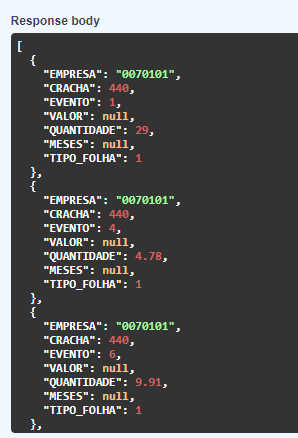 Response body
[
  {
    "EMPRESA": "0070101",
    "CRACHA": 440,
    "EVENTO": 1,
    "VALOR": null,
    "QUANTIDADE": 29,
    "MESES": null,
    "TIPO_FOLHA": 1
  },
  {
    "EMPRESA": "0070101",
    "CRACHA": 440,
    "EVENTO": 4,
    "VALOR": null,
    "QUANTIDADE": 4.78,
    "MESES": null,
    "TIPO_FOLHA": 1
  },
  {
    "EMPRESA": "0070101",
    "CRACHA": 440,
    "EVENTO": 6,
    "VALOR": null,
    "QUANTIDADE": 9.91,
    "MESES": null,
    "TIPO_FOLHA": 1
  },